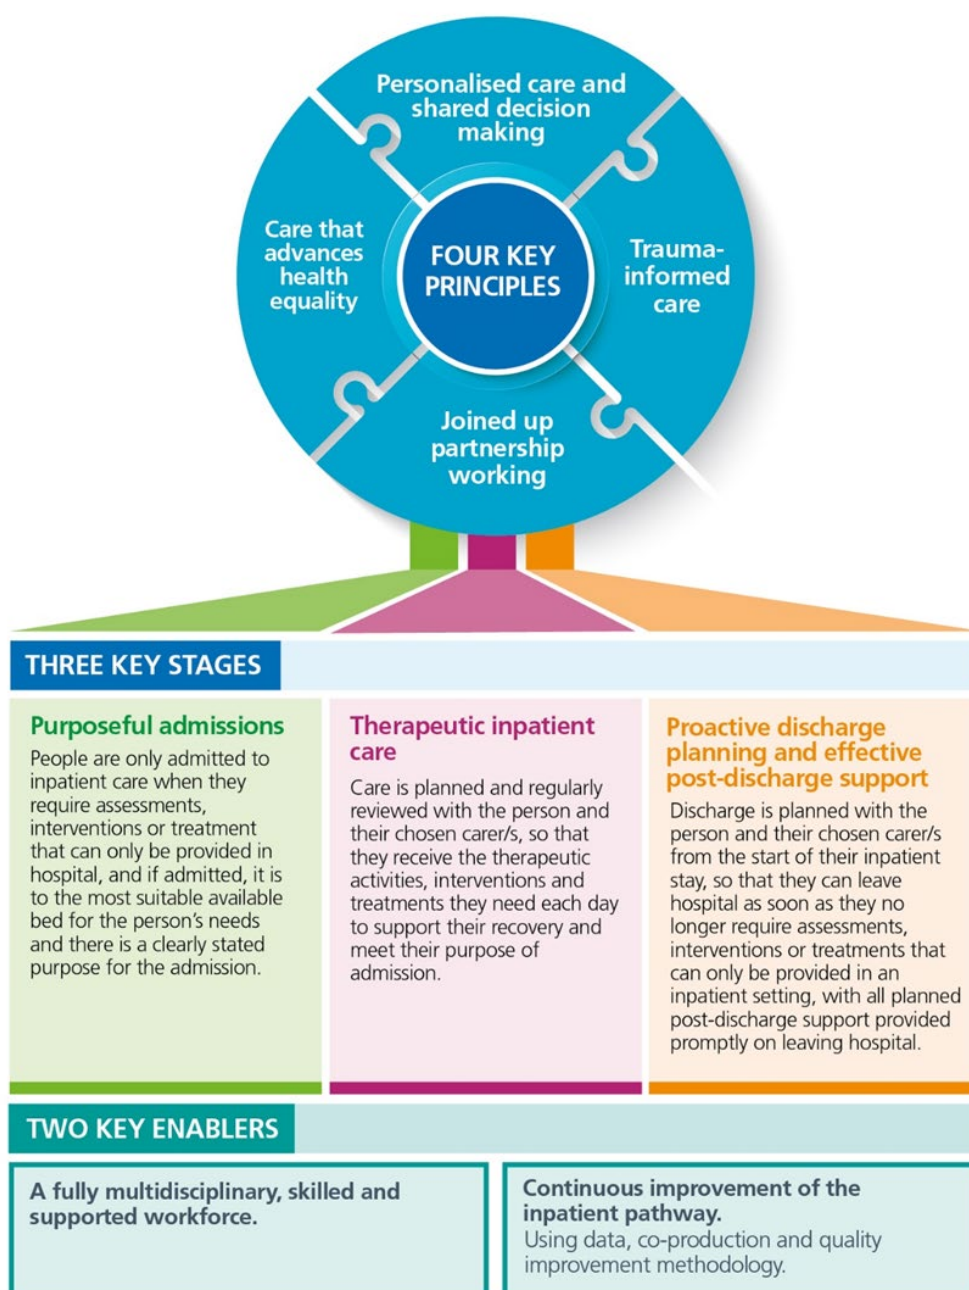 Personalised care and
shared decision
making
Care that
advances
health
equality
FOUR KEY
PRINCIPLES
Trauma-
informed
care
Joined up
partnership
working
THREE KEY STAGES
Purposeful admissions
People are only admitted to
inpatient care when they
require assessments,
interventions or treatment
that can only be provided in
hospital, and if admitted, it is
to the most suitable available
bed for the person’s needs
and there is a clearly stated
purpose for the admission.
Therapeutic inpatient
care
Care is planned and regularly
reviewed with the person and
their chosen carer/s, so that
they receive the therapeutic
activities, interventions and
treatments they need each day
to support their recovery and
meet their purpose of
admission.
Proactive discharge
planning and effective
post-discharge support
Discharge is planned with the
person and their chosen carer/s
from the start of their inpatient
stay, so that they can leave
hospital as soon as they no
longer require assessments,
interventions or treatments that
can only be provided in an
inpatient setting, with all planned
post-discharge support provided
promptly on leaving hospital.
TWO KEY ENABLERS
A fully multidisciplinary, skilled and
supported workforce.
Continuous improvement of the
inpatient pathway.
Using data, co-production and quality
improvement methodology.